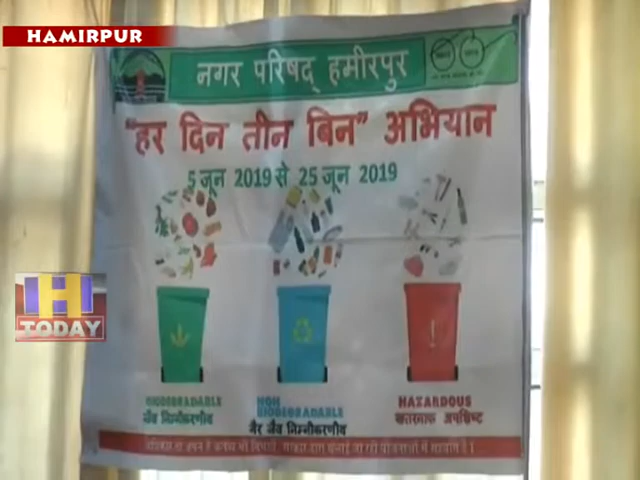 HAMIRPUR
नगर परिषद् हमीरपुर
"हर दिन तीन बिन" अभियान
5 जून 2019 से 25 जून 2019
H
TODAY
BIODEGRADABLE
जैव निम्नीकरणीय
NON
BIODEGRADABLE
गैर जैव निम्नीकरणीय
HAZARDOUS
खतरनाक अपशिष्ट